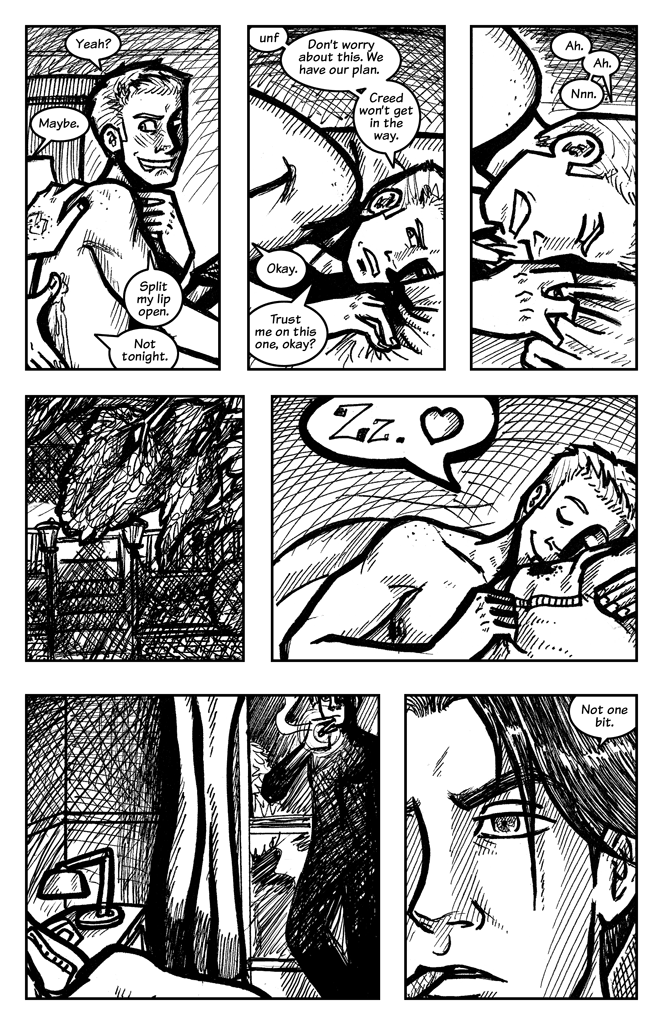 Yeah?
Maybe.
Split
my lip
open.
Not
tonight.
unf
Don't worry
about this. We
have our plan.
Creed
won't get
in the
way.
Okay.
Trust
me on this
one, okay?
Ah.
Ah.
Nnn.
Zz.
Not one
bit.